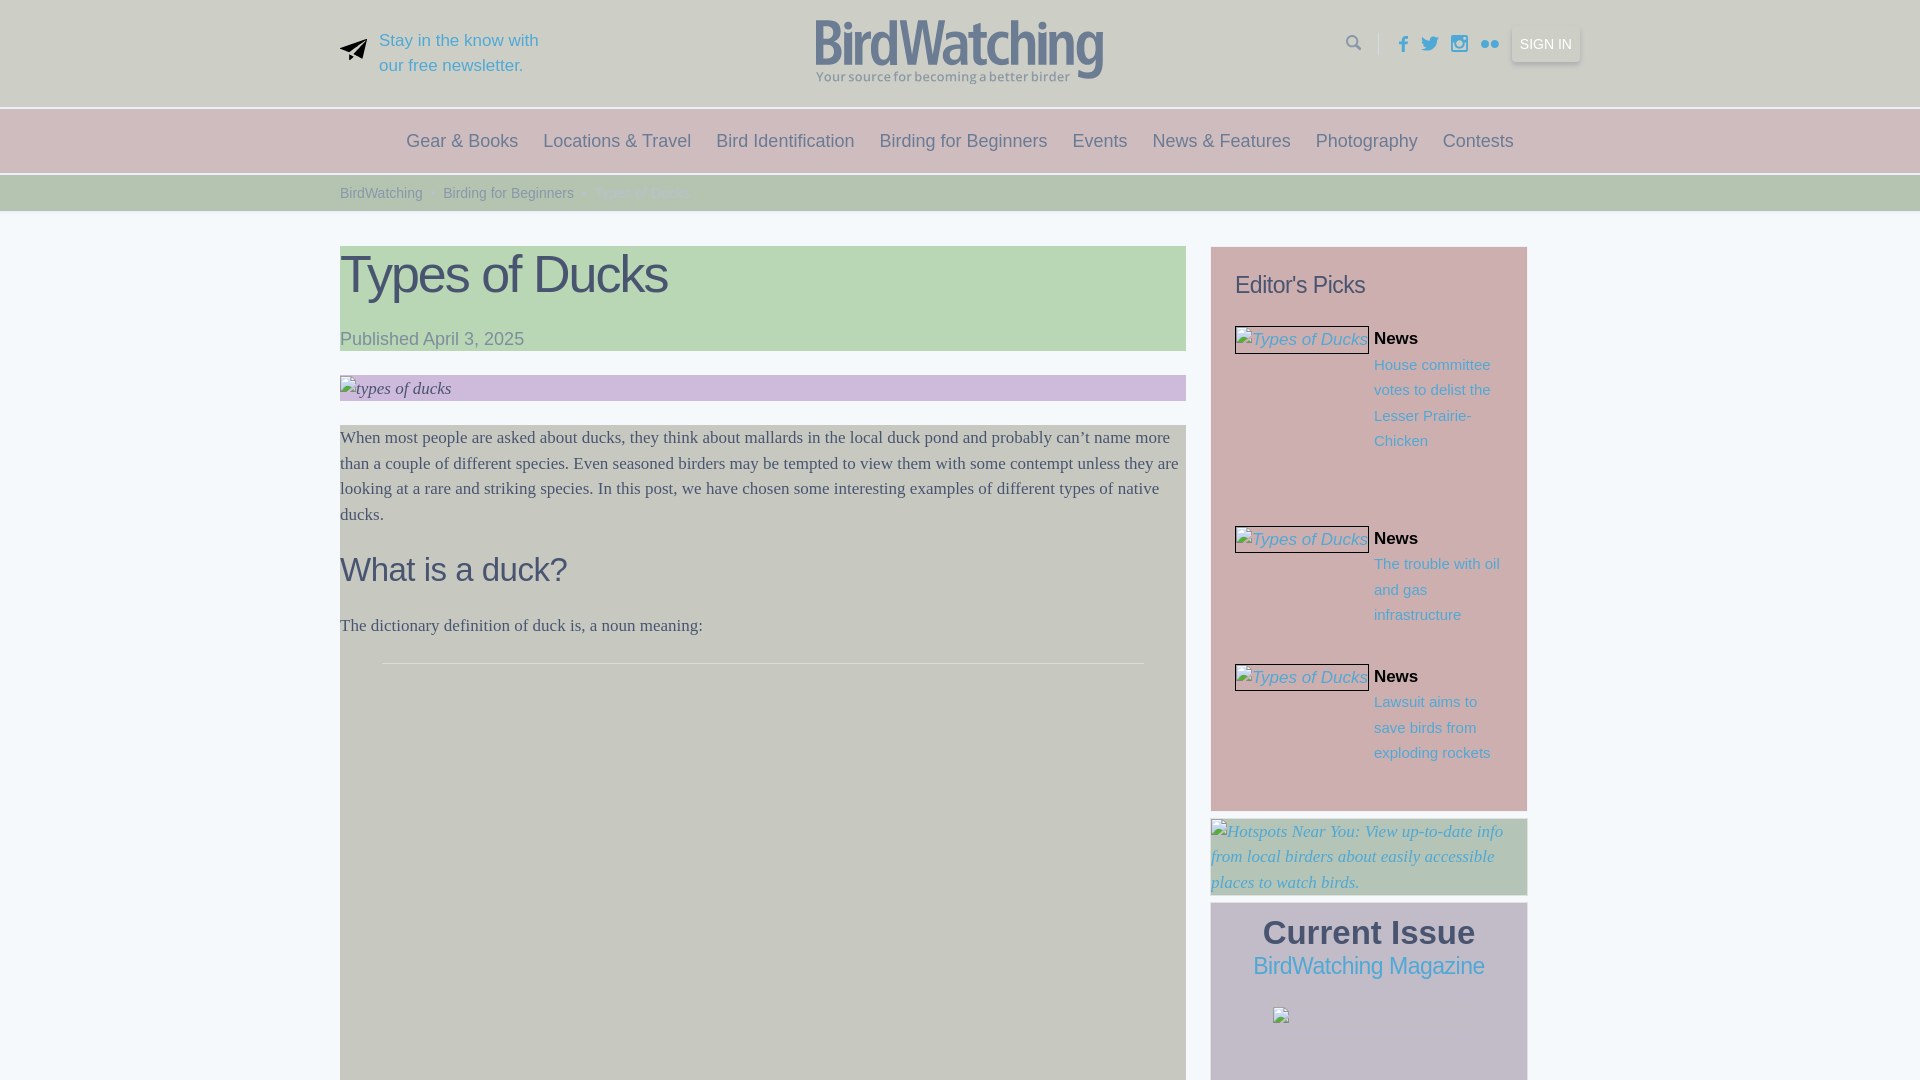 Stay in the know with
our free newsletter.
BirdWatching
Your source for becoming a better birder
SIGN IN
Gear & Books Locations & Travel Bird Identification Birding for Beginners Events News & Features Photography Contests
BirdWatching Birding for Beginners Types of Ducks
Types of Ducks
Published April 3, 2025
types of ducks
When most people are asked about ducks, they think about mallards in the local duck pond and probably can’t name more
than a couple of different species. Even seasoned birders may be tempted to view them with some contempt unless they are
looking at a rare and striking species. In this post, we have chosen some interesting examples of different types of native
ducks.
What is a duck?
The dictionary definition of duck is, a noun meaning:
Editor's Picks
Types of Ducks
News
House committee
votes to delist the
Lesser Prairie-
Chicken
Types of Ducks
News
The trouble with oil
and gas
infrastructure
Types of Ducks
News
Lawsuit aims to
save birds from
exploding rockets
Hotspots Near You: View up-to-date info
from local birders about easily accessible
places to watch birds.
Current Issue
BirdWatching Magazine